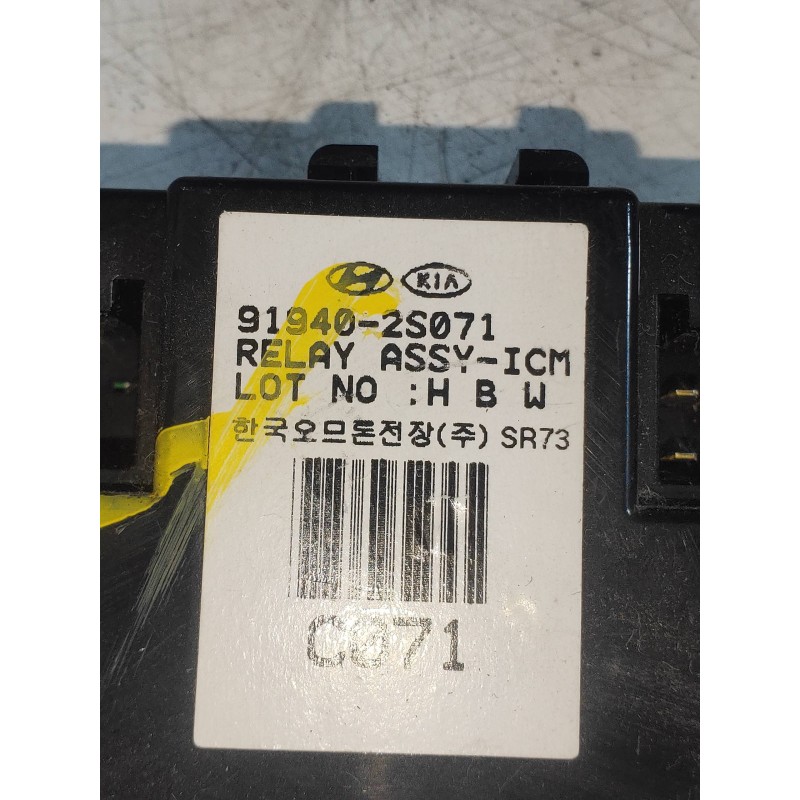 KIA
91940-2S071
RELAY ASSY-ICM
LOT NO :H B W
한국오므론전장(주) SR73
C071